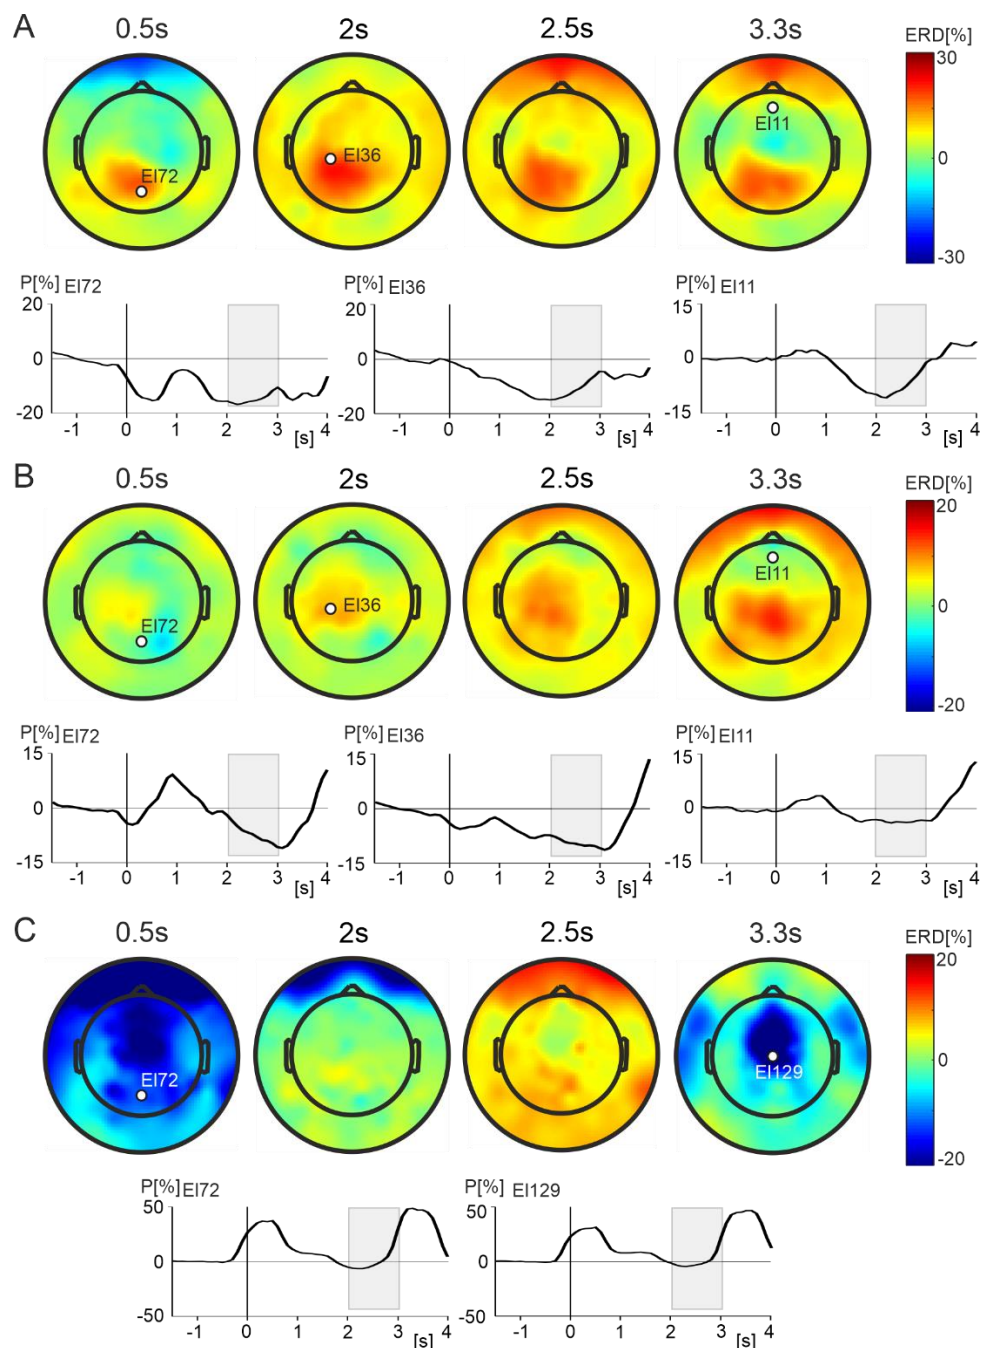 A
0.5s 2s 2.5s 3.3s ERD[%]
30
0
-30
El72 El36 El11
P[%] El72 P[%] El36 P[%] El11
20 20 15
0 0 0
-20 -20 -15
-1 0 1 2 3 4 -1 0 1 2 3 4 -1 0 1 2 3 4
[s] [s] [s]
B
0.5s 2s 2.5s 3.3s ERD[%]
20
0
-20
El72 El36 El11
P[%] El72 P[%] El36 P[%] El11
15 15 15
0 0 0
-15 -15 -15
-1 0 1 2 3 4 -1 0 1 2 3 4 -1 0 1 2 3 4
[s] [s] [s]
C
0.5s 2s 2.5s 3.3s ERD[%]
20
0
-20
El72 El129
P[%] El72 P[%] El129
50 50
0 0
-50 -50
-1 0 1 2 3 4 -1 0 1 2 3 4
[s] [s]